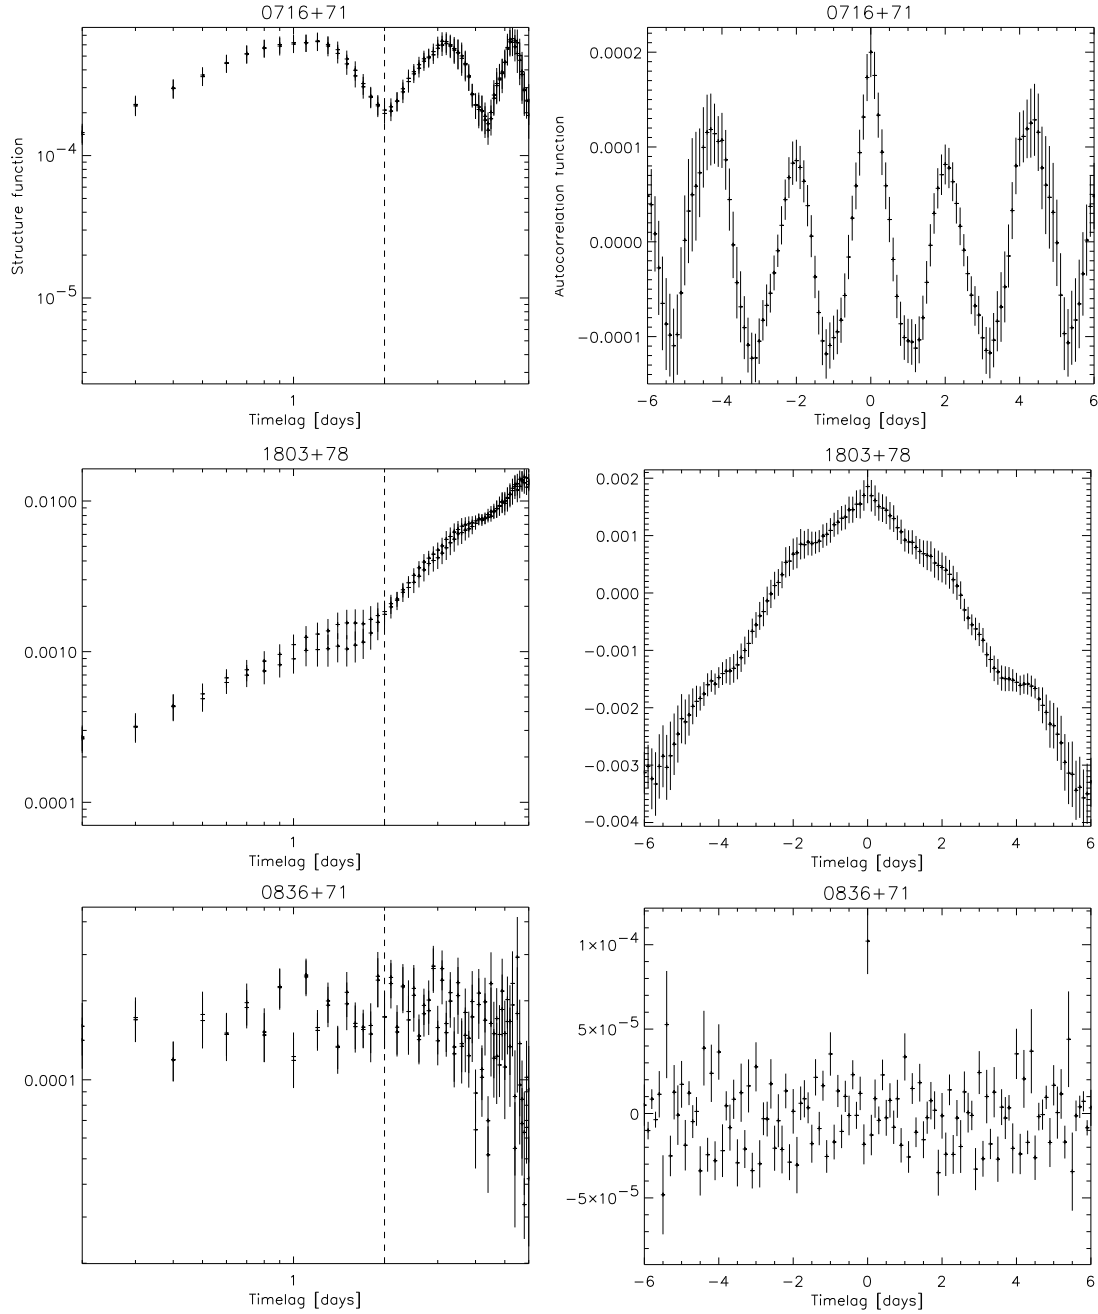 0716+71
10⁻⁴
10⁻⁵
Structure function
1
Timelag [days]
0716+71
0.0002
0.0001
0.0000
−0.0001
Autocorrelation function
−6 −4 −2 0 2 4 6
Timelag [days]
1803+78
0.0100
0.0010
0.0001
1
Timelag [days]
1803+78
0.002
0.001
0.000
−0.001
−0.002
−0.003
−0.004
−6 −4 −2 0 2 4 6
Timelag [days]
0836+71
0.0001
1
Timelag [days]
0836+71
1×10⁻⁴
5×10⁻⁵
0
−5×10⁻⁵
−6 −4 −2 0 2 4 6
Timelag [days]